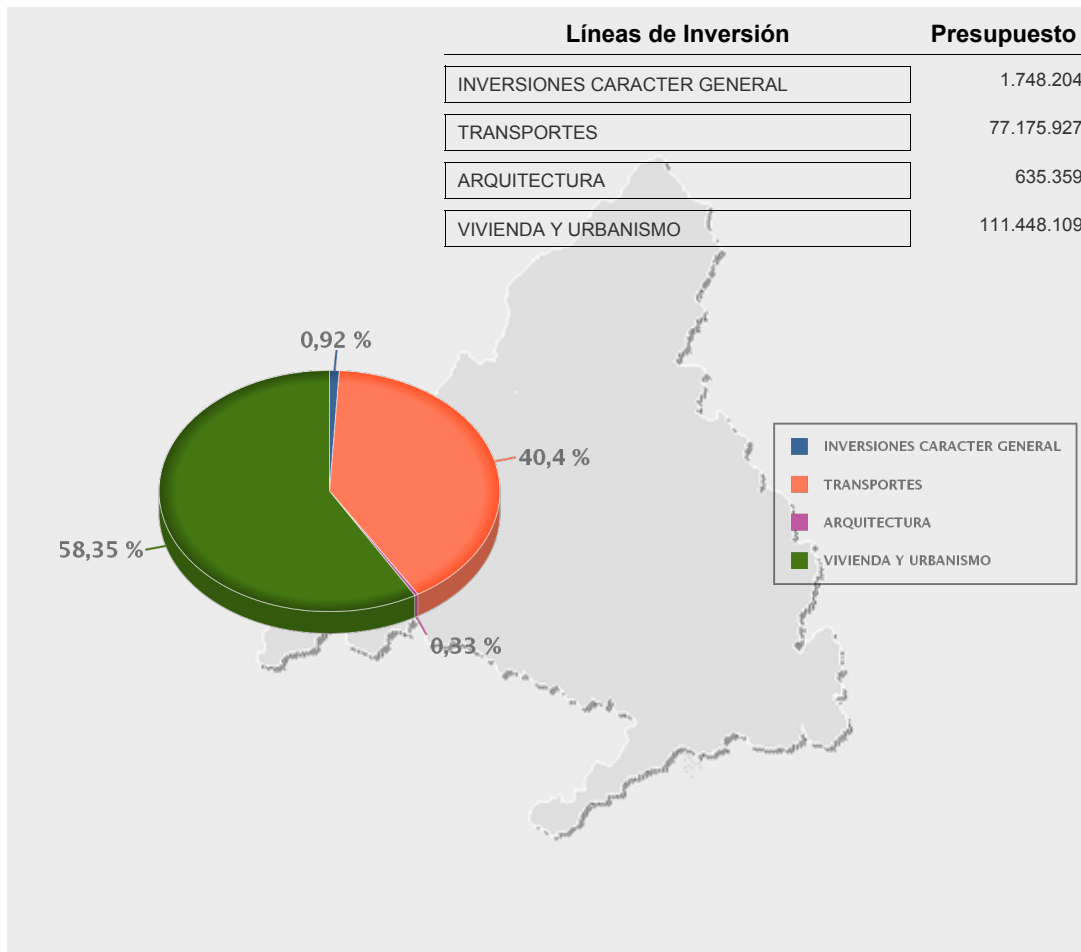 Líneas de Inversión Presupuesto
INVERSIONES CARACTER GENERAL 1.748.204
TRANSPORTES 77.175.927
ARQUITECTURA 635.359
VIVIENDA Y URBANISMO 111.448.109
0,92 %
40,4 %
58,35 %
0,33 %
INVERSIONES CARACTER GENERAL
TRANSPORTES
ARQUITECTURA
VIVIENDA Y URBANISMO